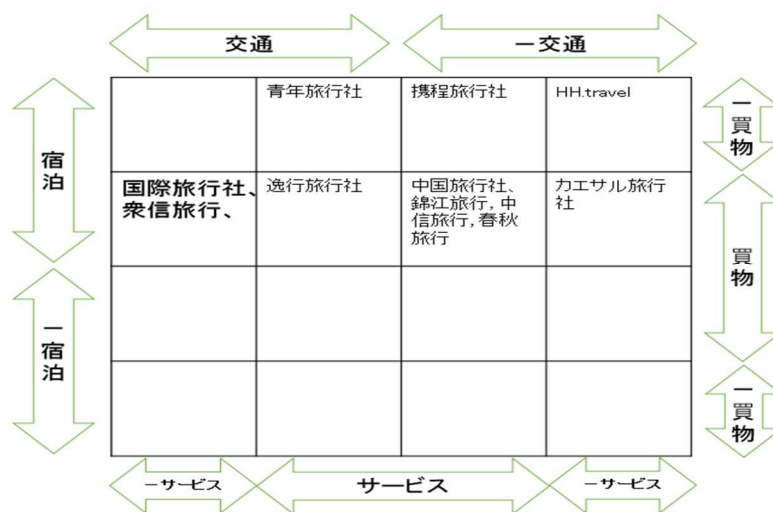 交通
ー交通
青年旅行社
携程旅行社
HH.travel
ー買物
宿泊
国際旅行社、
衆信旅行、
逸行旅行社
中国旅行社、
錦江旅行, 中
信旅行, 春秋
旅行
カエサル旅行
社
買物
ー宿泊
ー買物
ーサービス
サービス
ーサービス